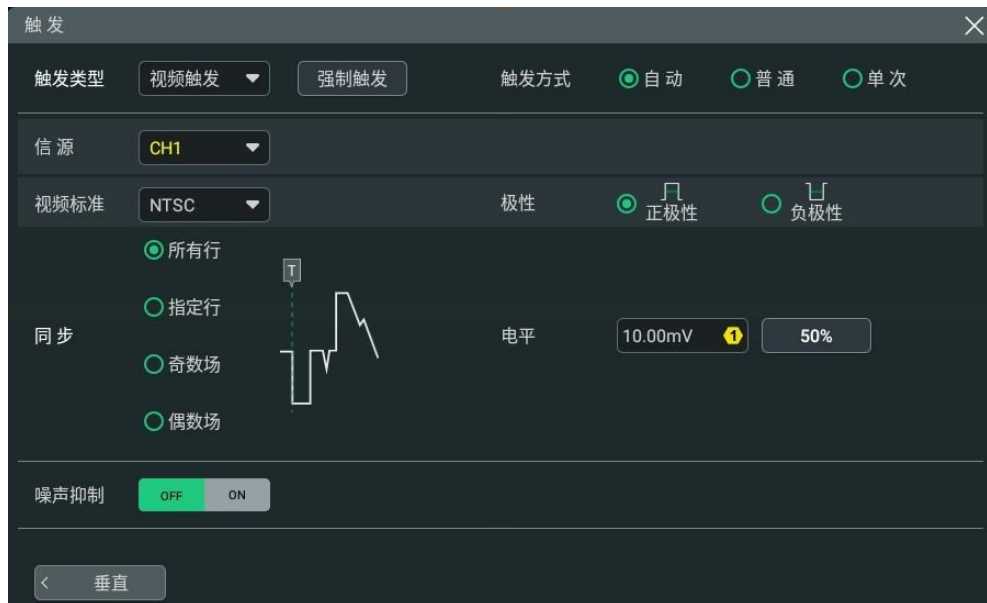 触发
触发类型 视频触发 强制触发 触发方式 自动 普通 单次
信源 CH1
视频标准 NTSC 极性 正极性 负极性
所有行
T
指定行
同步 电平 10.00mV 1 50%
奇数场
偶数场
噪声抑制 OFF ON
垂直